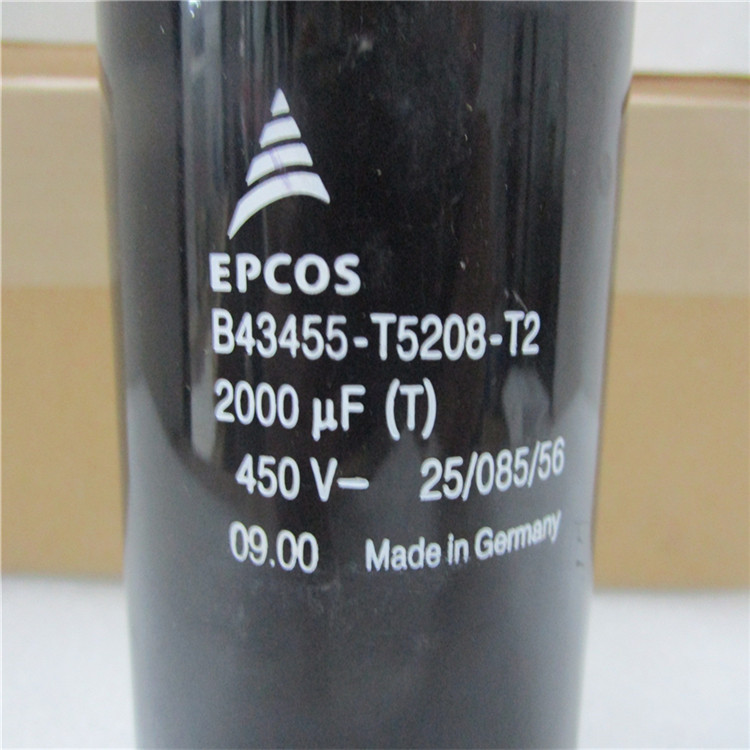 EPCOS
B43455-T5208-T2
2000 µF (T)
450 V– 25/085/56
09.00 Made in Germany